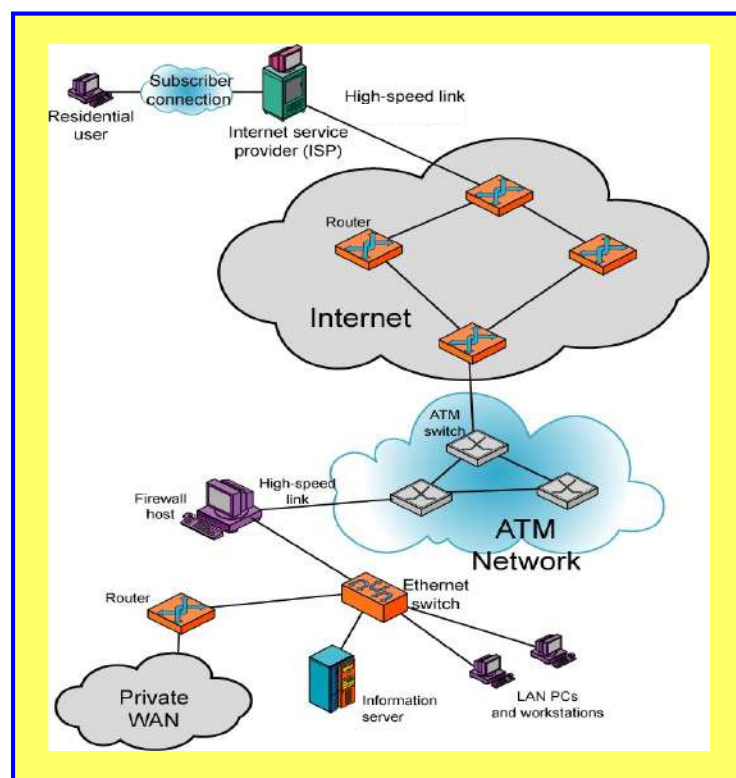 Subscriber
connection
Residential
user
Internet service
provider (ISP)
High-speed link
Router
Internet
ATM
switch
High-speed
link
Firewall
host
ATM
Network
Ethernet
switch
Router
Private
WAN
Information
server
LAN PCs
and workstations